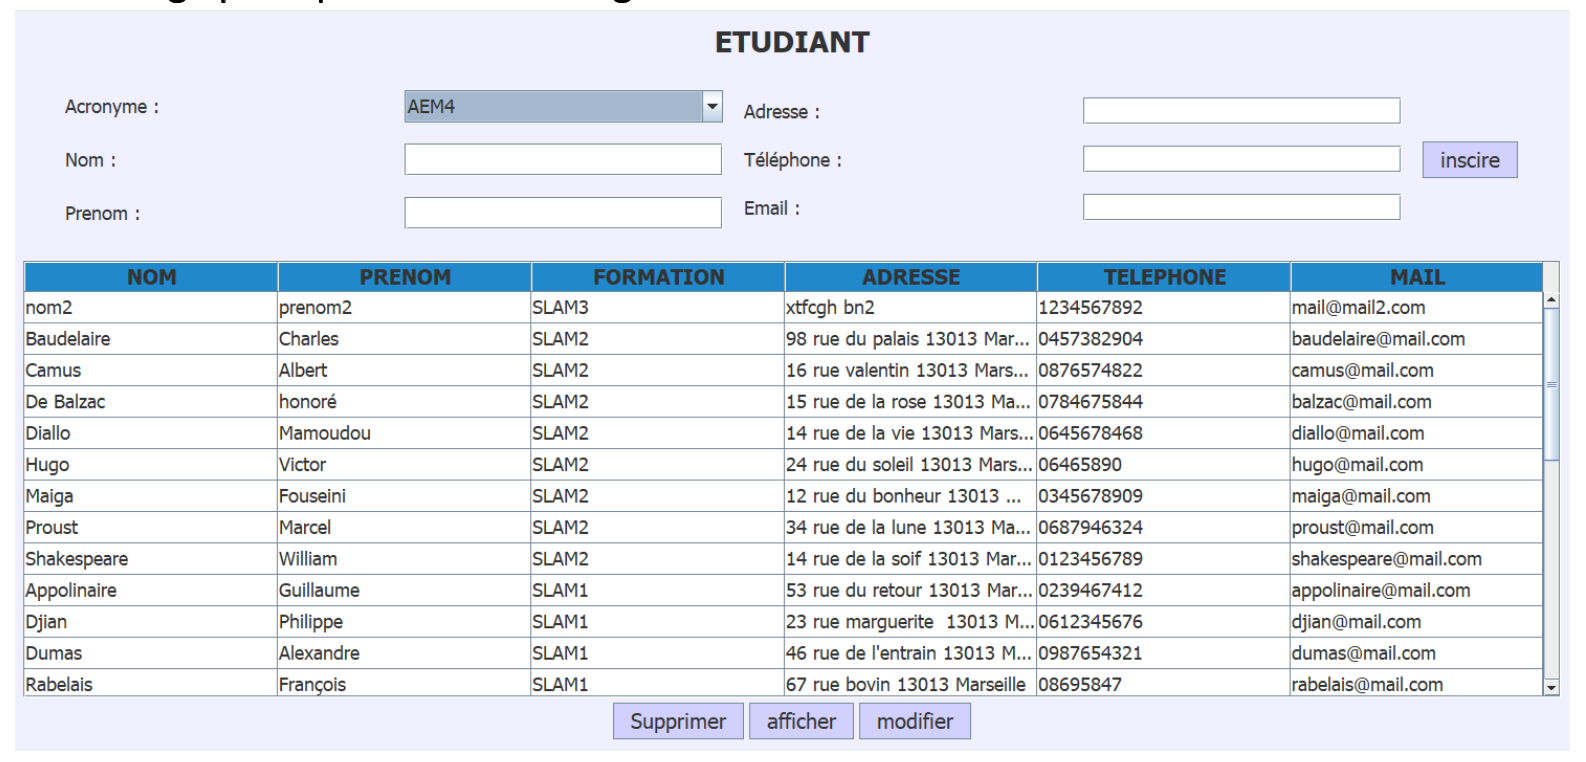 ETUDIANT
Acronyme : AEM4 Adresse :
Nom : Téléphone : inscire
Prenom : Email :
NOM PRENOM FORMATION ADRESSE TELEPHONE MAIL
nom2 prenom2 SLAM3 xtfcgh bn2 1234567892 mail@mail2.com
Baudelaire Charles SLAM2 98 rue du palais 13013 Mar... 0457382904 baudelaire@mail.com
Camus Albert SLAM2 16 rue valentin 13013 Mars... 0876574822 camus@mail.com
De Balzac honoré SLAM2 15 rue de la rose 13013 Ma... 0784675844 balzac@mail.com
Diallo Mamoudou SLAM2 14 rue de la vie 13013 Mars... 0645678468 diallo@mail.com
Hugo Victor SLAM2 24 rue du soleil 13013 Mars... 06465890 hugo@mail.com
Maiga Fouseini SLAM2 12 rue du bonheur 13013 ... 0345678909 maiga@mail.com
Proust Marcel SLAM2 34 rue de la lune 13013 Ma... 0687946324 proust@mail.com
Shakespeare William SLAM2 14 rue de la soif 13013 Mar... 0123456789 shakespeare@mail.com
Appolinaire Guillaume SLAM1 53 rue du retour 13013 Mar... 0239467412 appolinaire@mail.com
Djian Philippe SLAM1 23 rue marguerite 13013 M... 0612345676 djian@mail.com
Dumas Alexandre SLAM1 46 rue de l'entrain 13013 M... 0987654321 dumas@mail.com
Rabelais François SLAM1 67 rue bovin 13013 Marseille 08695847 rabelais@mail.com
Supprimer afficher modifier